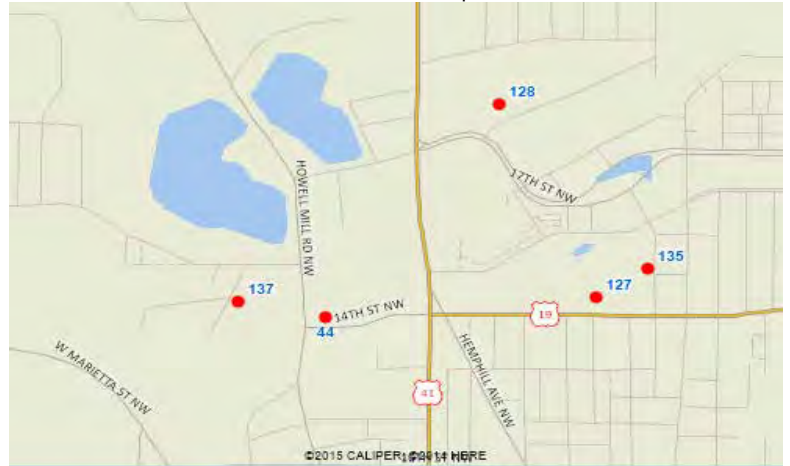 128
17TH ST NW
HOWELL MILL RD NW
135
137
127
14TH ST NW
19
44
W MARIETTA ST NW
HEMPHILL AVE NW
41
©2015 CALIPER; ©2014 HERE